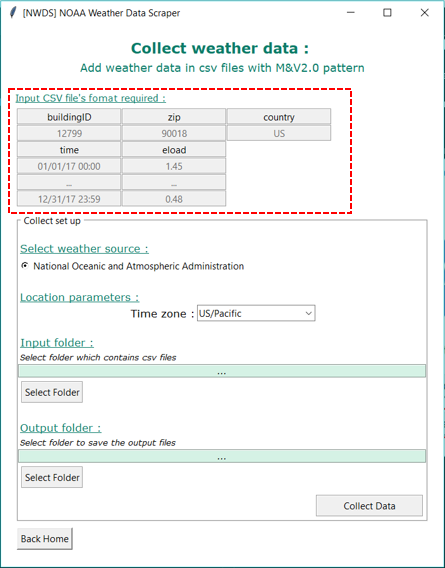 [NWDS] NOAA Weather Data Scraper
Collect weather data :
Add weather data in csv files with M&V2.0 pattern
Input CSV file's fomat required :
buildingID zip country
12799 90018 US
time eload
01/01/17 00:00 1.45
... ...
12/31/17 23:59 0.48
Collect set up
Select weather source :
National Oceanic and Atmospheric Administration
Location parameters :
Time zone : US/Pacific
Input folder :
Select folder which contains csv files
...
Select Folder
Output folder :
Select folder to save the output files
...
Select Folder
Collect Data
Back Home